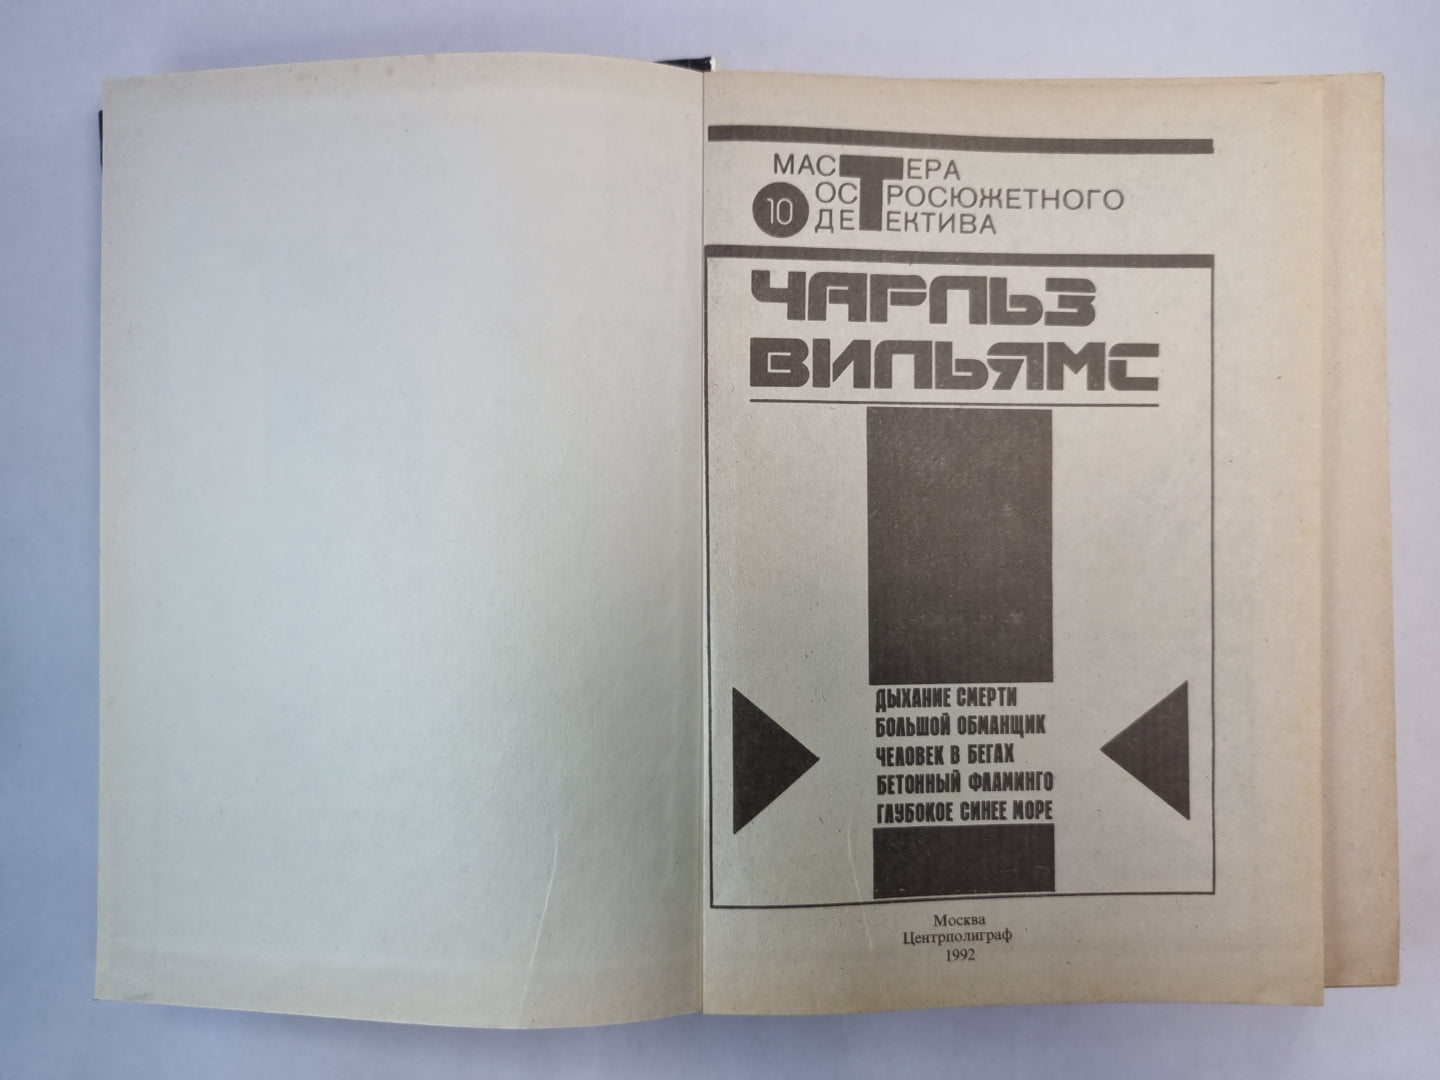 МАСТЕРА
10 ОСТРОСЮЖЕТНОГО
ДЕТЕКТИВА
ЧАРЛЬЗ
ВИЛЬЯМС
ДЫХАНИЕ СМЕРТИ
БОЛЬШОЙ ОБМАНЩИК
ЧЕЛОВЕК В БЕГАХ
БЕТОННЫЙ ФЛАМИНГО
ГЛУБОКОЕ СИНЕЕ МОРЕ
Москва
Центрполиграф
1992